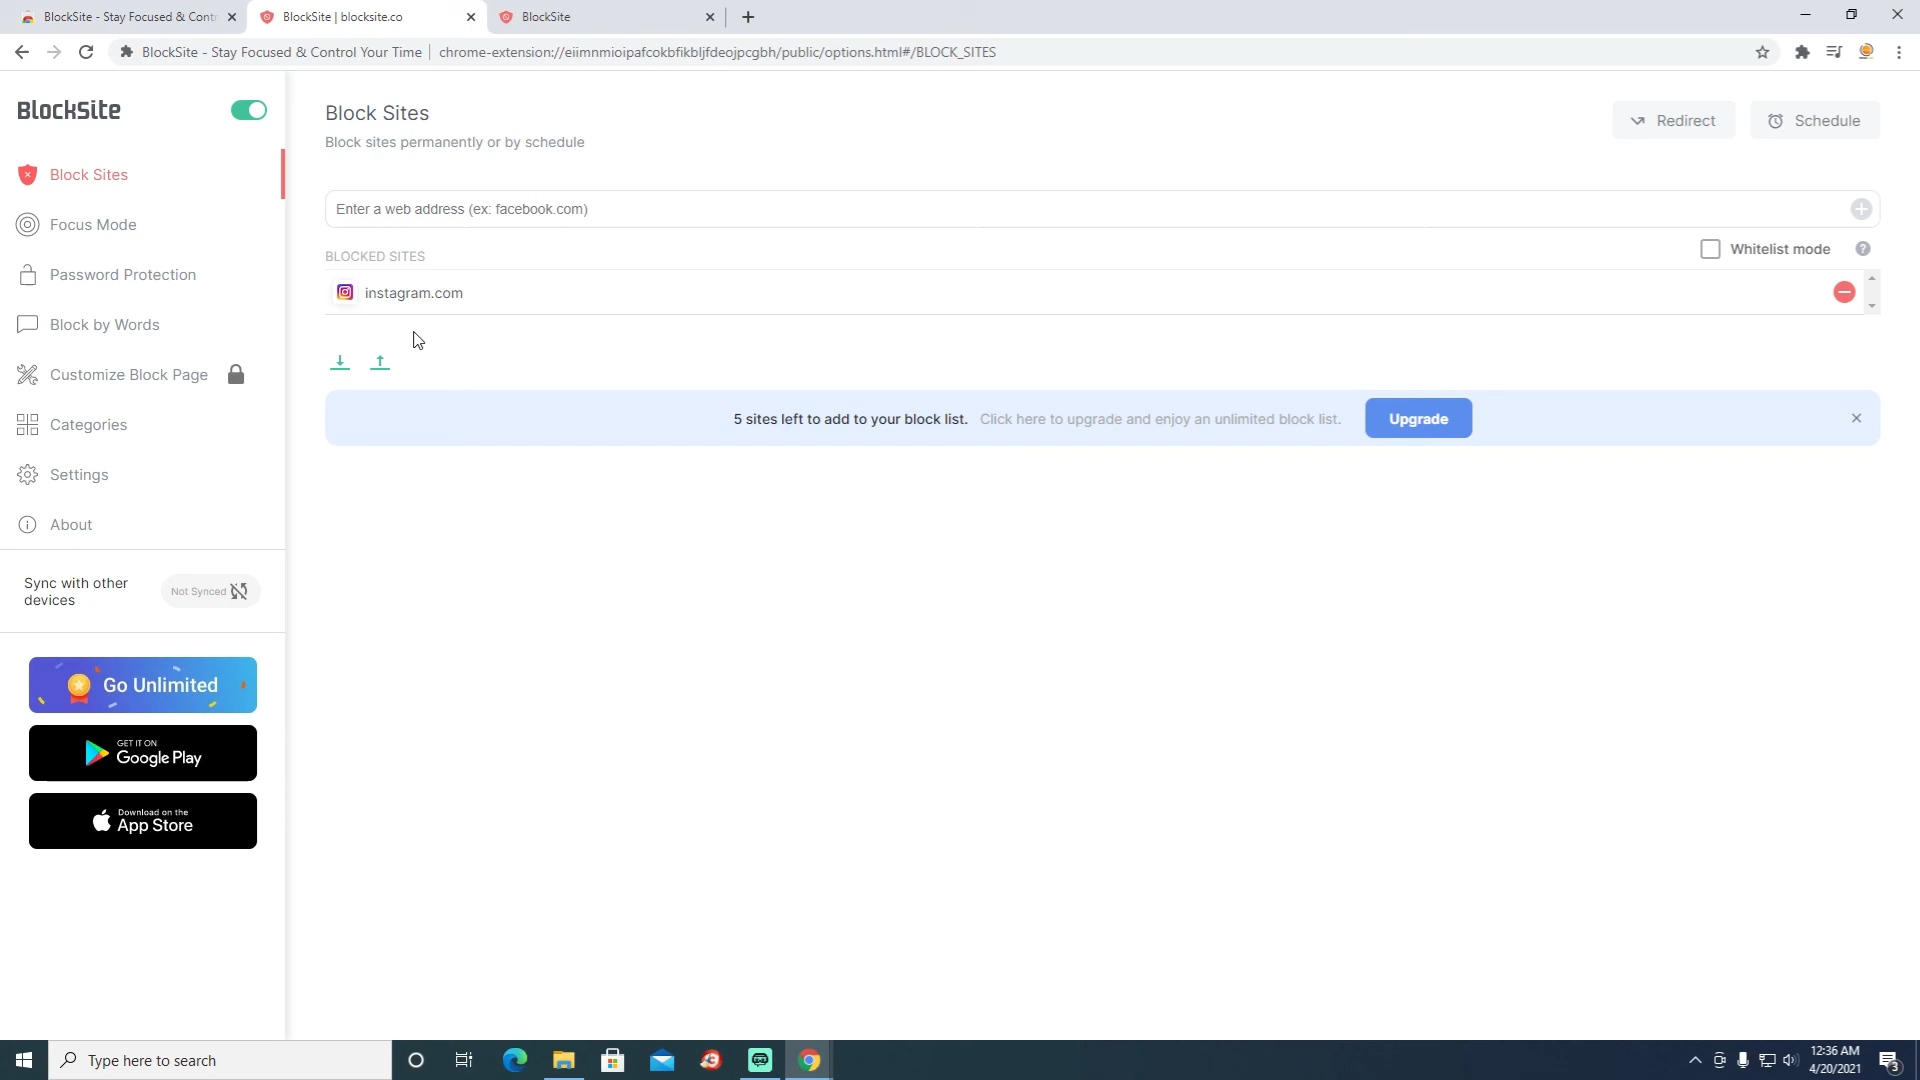 BlockSite - Stay Focused & Contr
BlockSite | blocksite.co
BlockSite
BlockSite - Stay Focused & Control Your Time
chrome-extension://eiimnmioipafcokbfikbljfdeojpcgbh/public/options.html#/BLOCK_SITES
BlockSite
Block Sites
Focus Mode
Password Protection
Block by Words
Customize Block Page
Categories
Settings
About
Sync with other
devices
Not Synced
Go Unlimited
GET IT ON
Google Play
Download on the
App Store
Block Sites
Block sites permanently or by schedule
Redirect
Schedule
Enter a web address (ex: facebook.com)
BLOCKED SITES
Whitelist mode
?
instagram.com
5 sites left to add to your block list. Click here to upgrade and enjoy an unlimited block list.
Upgrade
Type here to search
12:36 AM
4/20/2021
3